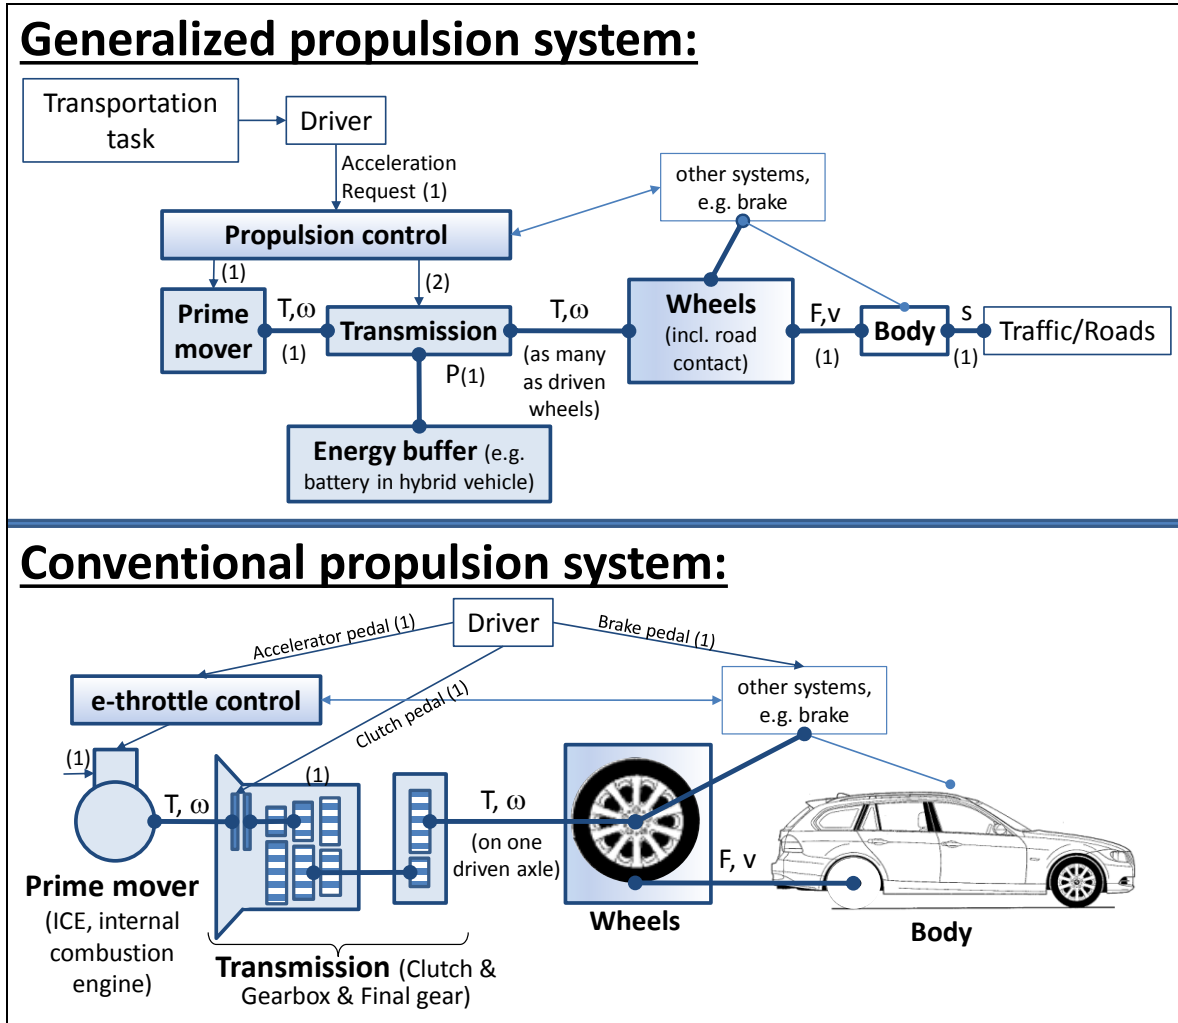 Generalized propulsion system:
Transportation
task
Driver
Acceleration
Request (1)
other systems,
e.g. brake
Propulsion control
(1)
(2)
Prime
mover
T,ω
(1)
Transmission
T,ω
(as many
as driven
wheels)
Wheels
(incl. road
contact)
F,v
(1)
Body
s
(1)
Traffic/Roads
P(1)
Energy buffer (e.g.
battery in hybrid vehicle)
Conventional propulsion system:
Driver
Accelerator pedal (1)
Brake pedal (1)
Clutch pedal (1)
e-throttle control
other systems,
e.g. brake
(1)
(1)
T, ω
T, ω
(on one
driven axle)
F, v
Prime mover
(ICE, internal
combustion
engine)
Wheels
Body
Transmission (Clutch &
Gearbox & Final gear)